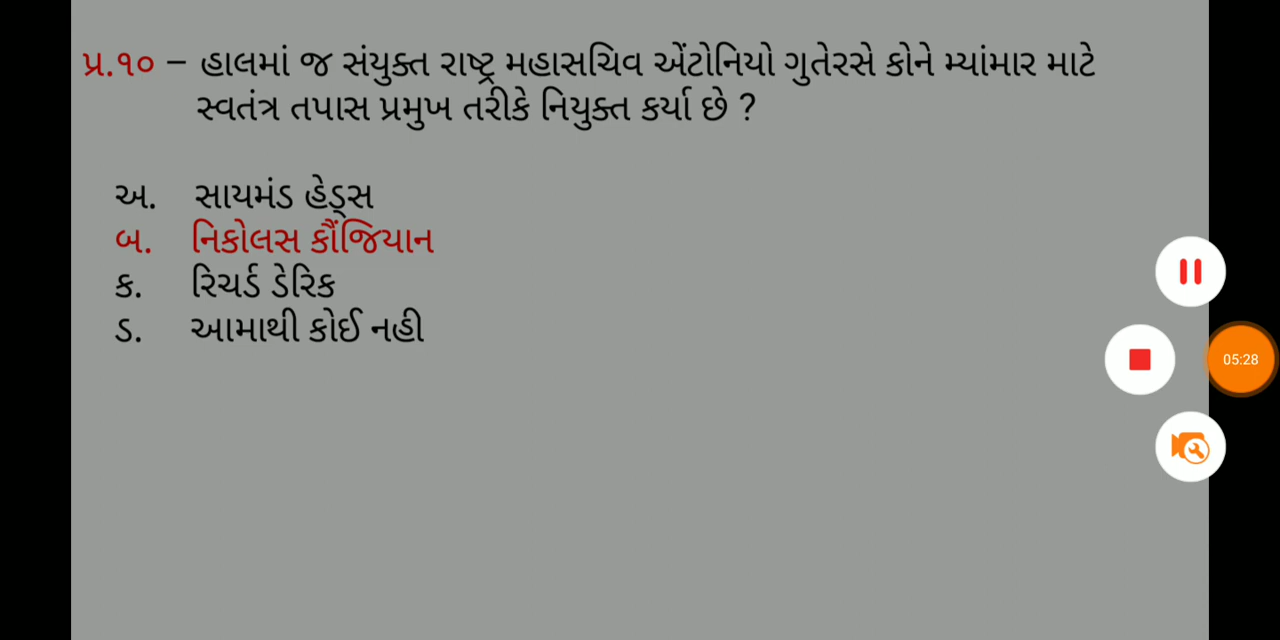 પ્ર.૧૦ – હાલમાં જ સંયુક્ત રાષ્ટ્ર મહાસચિવ એંટોનિયો ગુતેરસે કોને મ્યાંમાર માટે
સ્વતંત્ર તપાસ પ્રમુખ તરીકે નિયુક્ત કર્યા છે ?
અ. સાયમંડ હેડ્સ
બ. નિકોલસ કૌંજિયાન
ક. રિચર્ડ ડેરિક
ડ. આમાથી કોઈ નહી
05:28